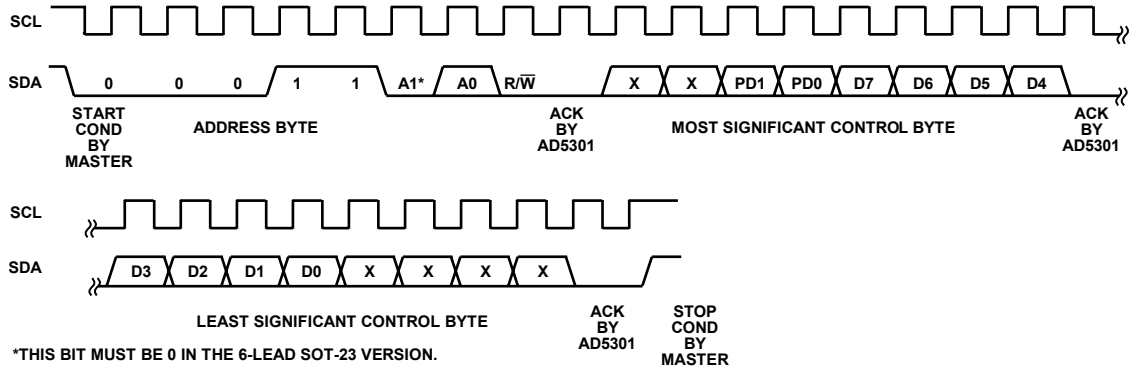 SCL
SDA 0 0 0 1 1 A1* A0 R/W̅ X X PD1 PD0 D7 D6 D5 D4
START
COND
BY
MASTER
ADDRESS BYTE
ACK
BY
AD5301
MOST SIGNIFICANT CONTROL BYTE
ACK
BY
AD5301
SCL
SDA D3 D2 D1 D0 X X X X
LEAST SIGNIFICANT CONTROL BYTE
ACK
BY
AD5301
STOP
COND
BY
MASTER
*THIS BIT MUST BE 0 IN THE 6-LEAD SOT-23 VERSION.